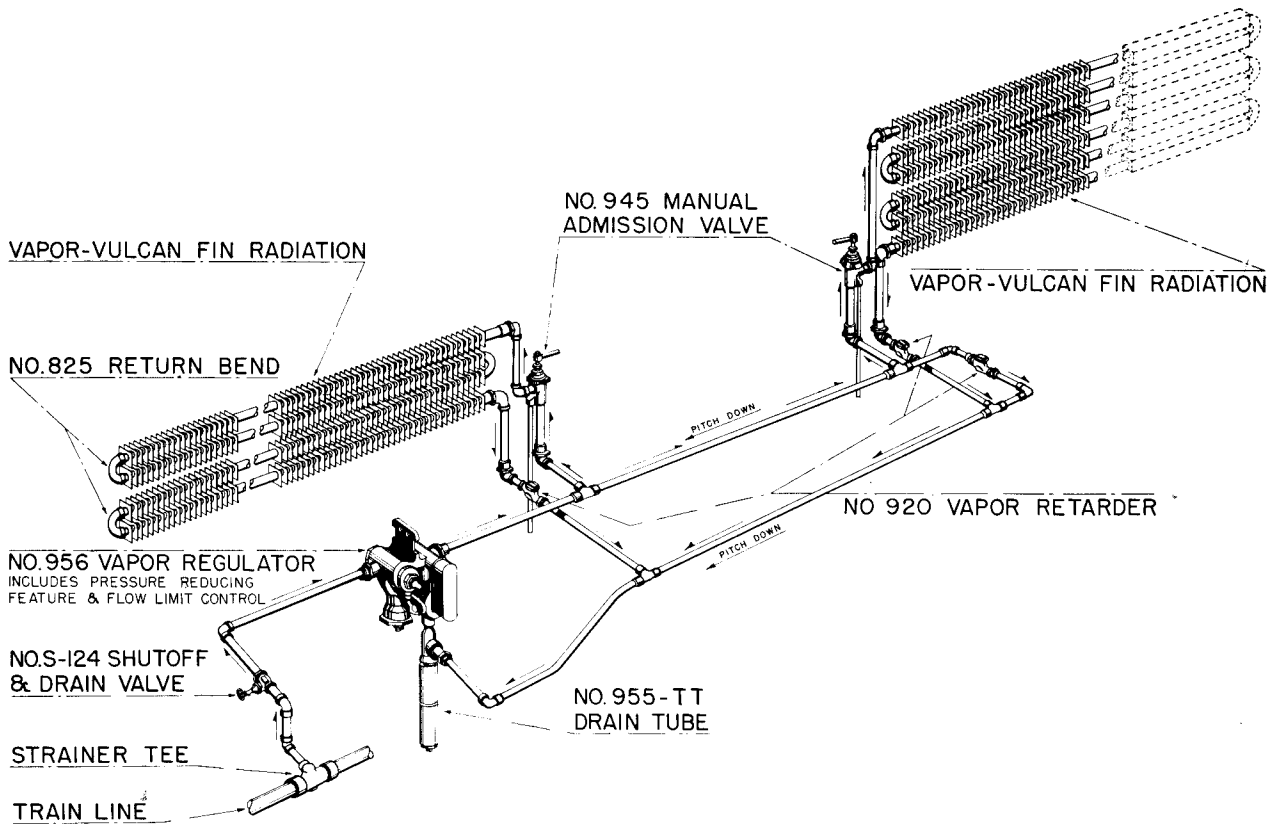 NO. 945 MANUAL
ADMISSION VALVE
VAPOR-VULCAN FIN RADIATION
VAPOR-VULCAN FIN RADIATION
NO. 825 RETURN BEND
PITCH DOWN
NO 920 VAPOR RETARDER
PITCH DOWN
NO. 956 VAPOR REGULATOR
INCLUDES PRESSURE REDUCING
FEATURE & FLOW LIMIT CONTROL
NO.S-124 SHUTOFF
& DRAIN VALVE
NO. 955-TT
DRAIN TUBE
STRAINER TEE
TRAIN LINE